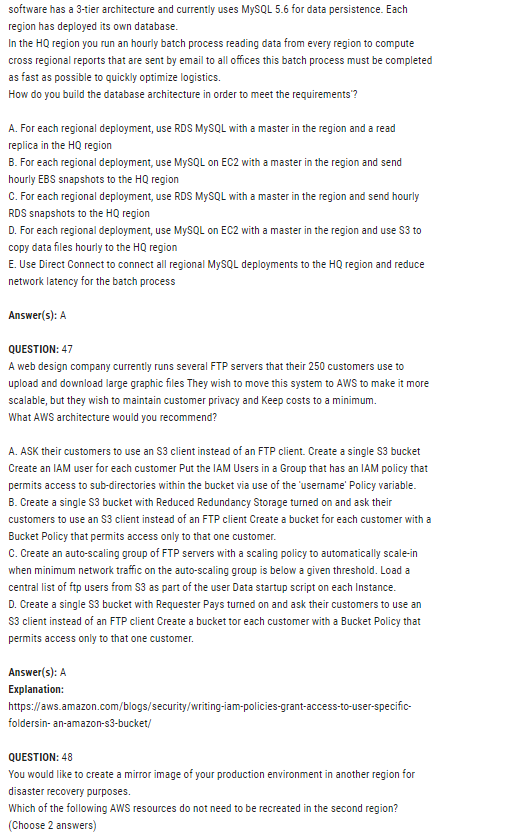 software has a 3-tier architecture and currently uses MySQL 5.6 for data persistence. Each
region has deployed its own database.
In the HQ region you run an hourly batch process reading data from every region to compute
cross regional reports that are sent by email to all offices this batch process must be completed
as fast as possible to quickly optimize logistics.
How do you build the database architecture in order to meet the requirements'?
A. For each regional deployment, use RDS MySQL with a master in the region and a read
replica in the HQ region
B. For each regional deployment, use MySQL on EC2 with a master in the region and send
hourly EBS snapshots to the HQ region
C. For each regional deployment, use RDS MySQL with a master in the region and send hourly
RDS snapshots to the HQ region
D. For each regional deployment, use MySQL on EC2 with a master in the region and use S3 to
copy data files hourly to the HQ region
E. Use Direct Connect to connect all regional MySQL deployments to the HQ region and reduce
network latency for the batch process
Answer(s): A
QUESTION: 47
A web design company currently runs several FTP servers that their 250 customers use to
upload and download large graphic files They wish to move this system to AWS to make it more
scalable, but they wish to maintain customer privacy and Keep costs to a minimum.
What AWS architecture would you recommend?
A. ASK their customers to use an S3 client instead of an FTP client. Create a single S3 bucket
Create an IAM user for each customer Put the IAM Users in a Group that has an IAM policy that
permits access to sub-directories within the bucket via use of the 'username' Policy variable.
B. Create a single S3 bucket with Reduced Redundancy Storage turned on and ask their
customers to use an S3 client instead of an FTP client Create a bucket for each customer with a
Bucket Policy that permits access only to that one customer.
C. Create an auto-scaling group of FTP servers with a scaling policy to automatically scale-in
when minimum network traffic on the auto-scaling group is below a given threshold. Load a
central list of ftp users from S3 as part of the user Data startup script on each Instance.
D. Create a single S3 bucket with Requester Pays turned on and ask their customers to use an
S3 client instead of an FTP client Create a bucket tor each customer with a Bucket Policy that
permits access only to that one customer.
Answer(s): A
Explanation:
https://aws.amazon.com/blogs/security/writing-iam-policies-grant-access-to-user-specific-
foldersin- an-amazon-s3-bucket/
QUESTION: 48
You would like to create a mirror image of your production environment in another region for
disaster recovery purposes.
Which of the following AWS resources do not need to be recreated in the second region?
(Choose 2 answers)